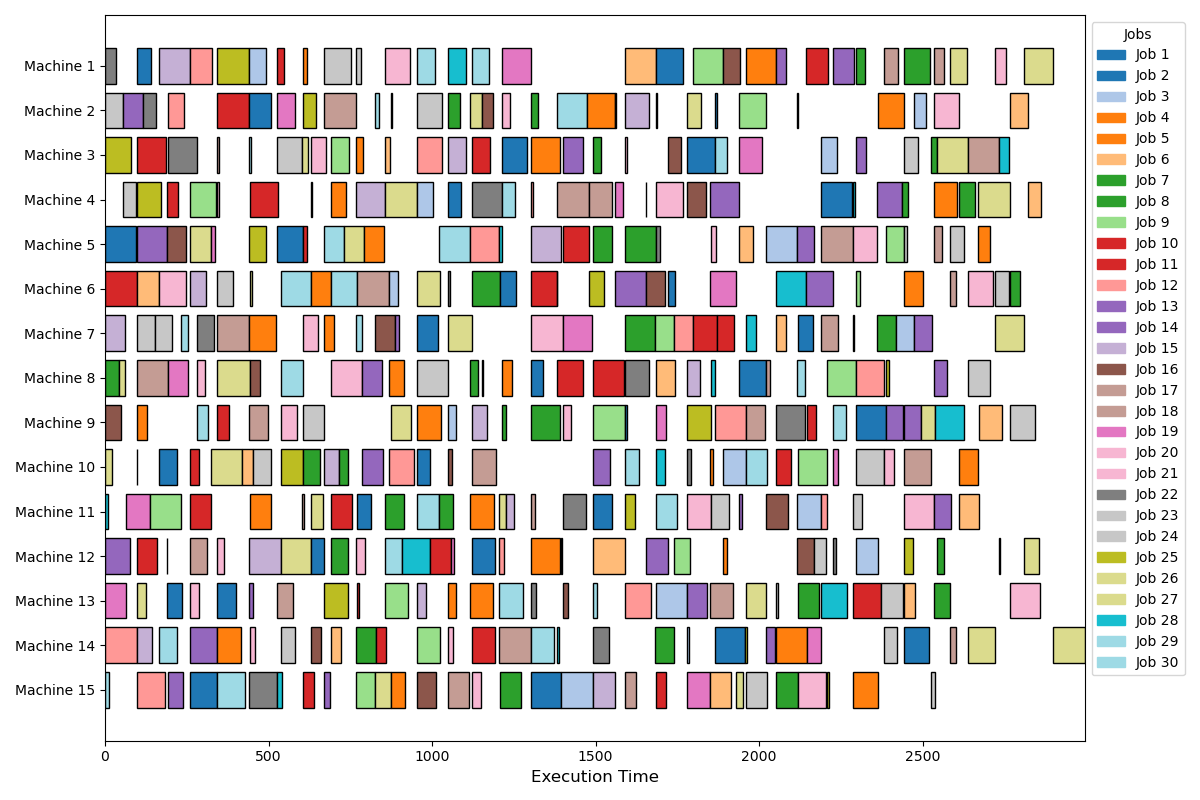 Machine 1
Machine 2
Machine 3
Machine 4
Machine 5
Machine 6
Machine 7
Machine 8
Machine 9
Machine 10
Machine 11
Machine 12
Machine 13
Machine 14
Machine 15
0 500 1000 1500 2000 2500
Execution Time
Jobs
Job 1
Job 2
Job 3
Job 4
Job 5
Job 6
Job 7
Job 8
Job 9
Job 10
Job 11
Job 12
Job 13
Job 14
Job 15
Job 16
Job 17
Job 18
Job 19
Job 20
Job 21
Job 22
Job 23
Job 24
Job 25
Job 26
Job 27
Job 28
Job 29
Job 30